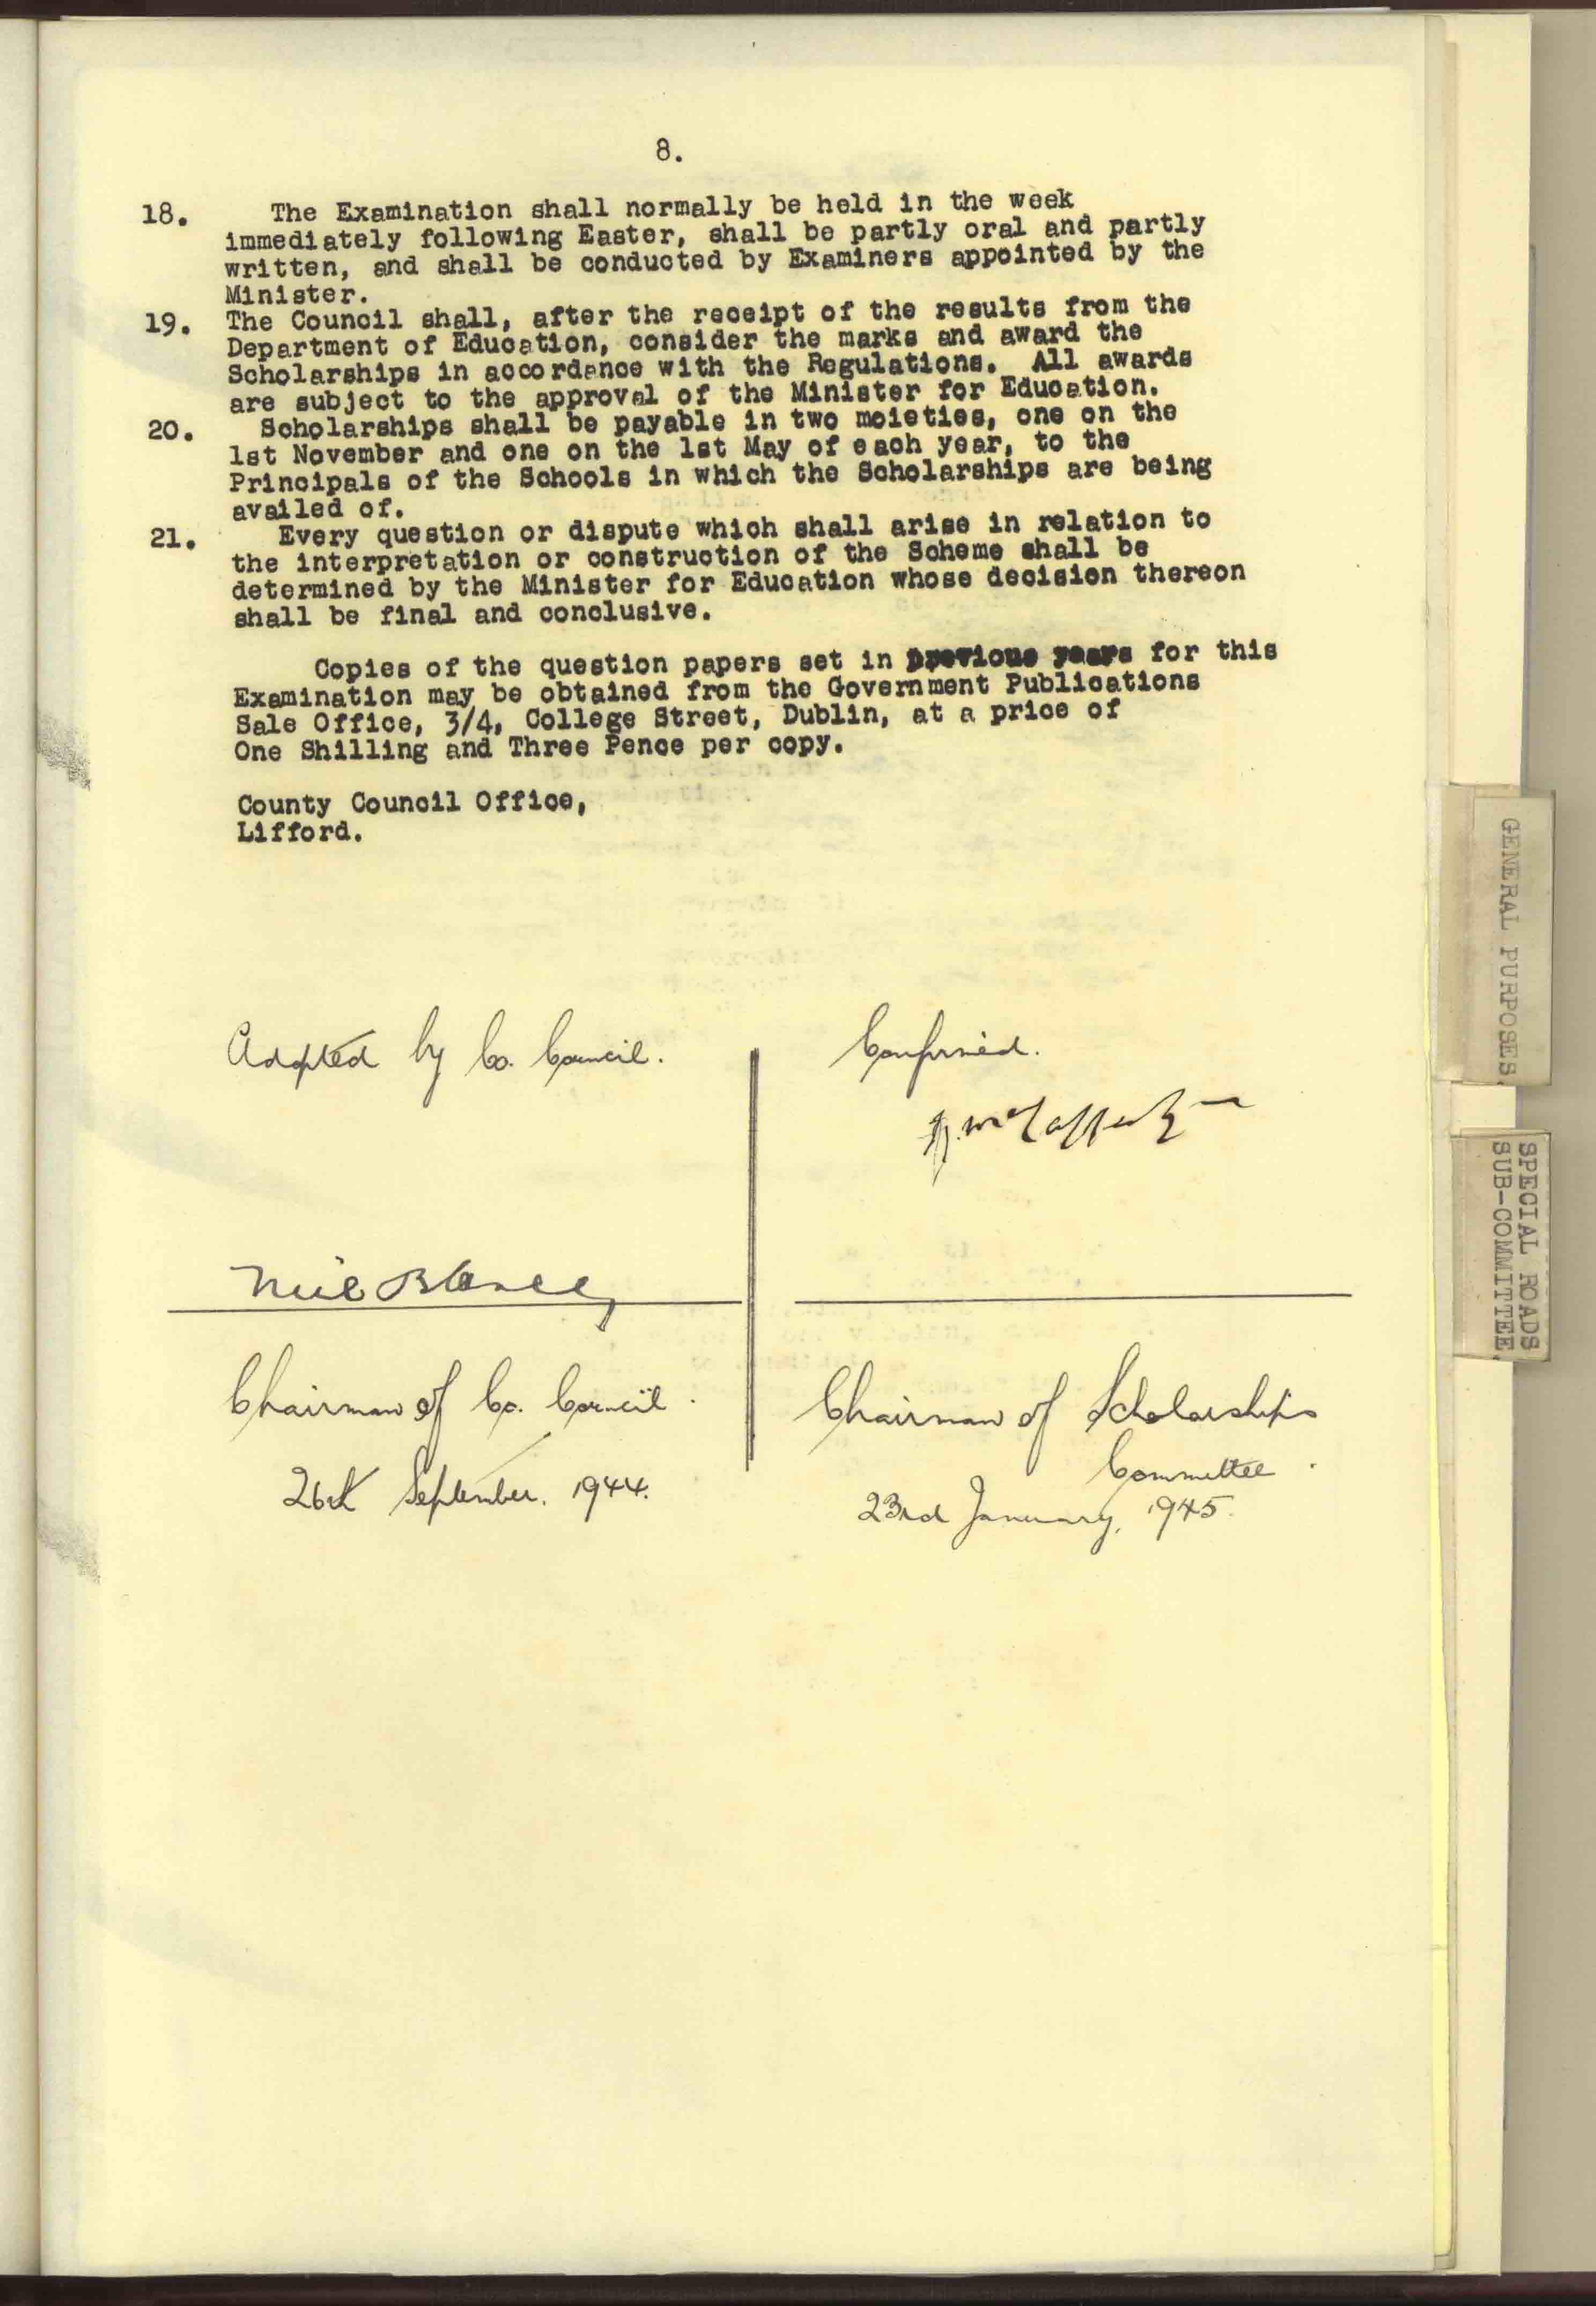 8.
18. The Examination shall normally be held in the week
immediately following Easter, shall be partly oral and partly
written, and shall be conducted by Examiners appointed by the
Minister.
19. The Council shall, after the receipt of the results from the
Department of Education, consider the marks and award the
Scholarships in accordance with the Regulations. All awards
are subject to the approval of the Minister for Education.
20. Scholarships shall be payable in two moieties, one on the
1st November and one on the 1st May of each year, to the
Principals of the Schools in which the Scholarships are being
availed of.
21. Every question or dispute which shall arise in relation to
the interpretation or construction of the Scheme shall be
determined by the Minister for Education whose decision thereon
shall be final and conclusive.
Copies of the question papers set in previous years for this
Examination may be obtained from the Government Publications
Sale Office, 3/4, College Street, Dublin, at a price of
One Shilling and Three Pence per copy.
County Council Office,
Lifford.
Adopted by Co. Council.
Neil Blaney
Chairman of Co. Council.
26th September. 1944.
Confirmed.
Chairman of Scholarships
Committee.
23rd January, 1945.
GENERAL PURPOSES.
SPECIAL ROADS
SUB-COMMITTEE.